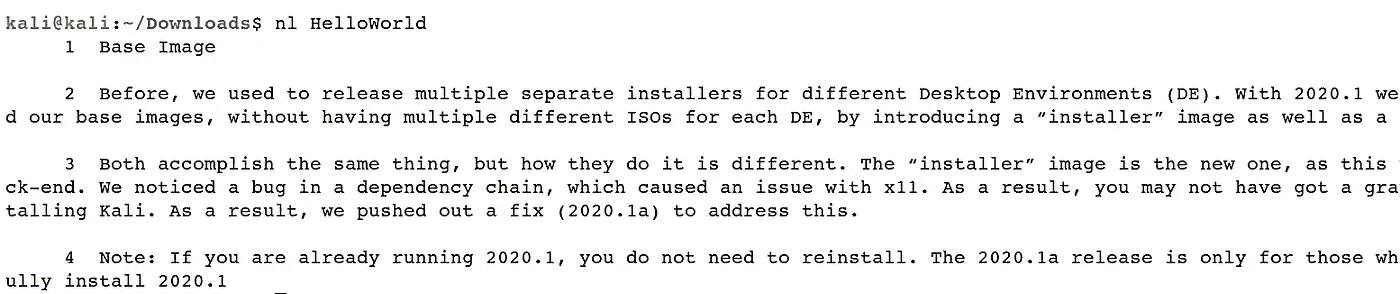 kali@kali:~/Downloads$ nl HelloWorld
1 Base Image
2 Before, we used to release multiple separate installers for different Desktop Environments (DE). With 2020.1 we
d our base images, without having multiple different ISOs for each DE, by introducing a “installer” image as well as a
3 Both accomplish the same thing, but how they do it is different. The “installer” image is the new one, as this
ck-end. We noticed a bug in a dependency chain, which caused an issue with x11. As a result, you may not have got a gra
talling Kali. As a result, we pushed out a fix (2020.1a) to address this.
4 Note: If you are already running 2020.1, you do not need to reinstall. The 2020.1a release is only for those wh
ully install 2020.1